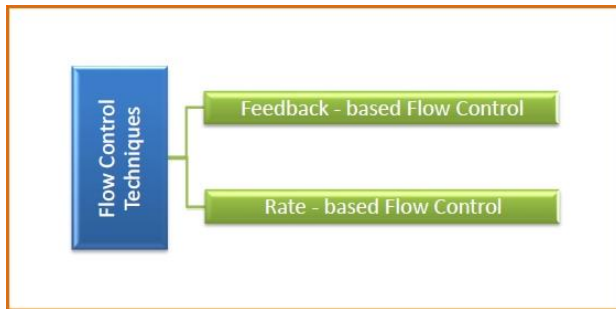 Flow Control
Techniques
Feedback - based Flow Control
Rate - based Flow Control